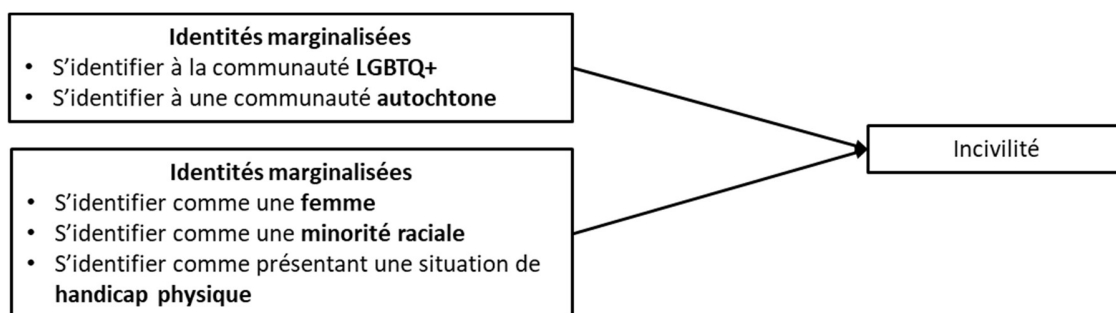 Identités marginalisées
• S'identifier à la communauté LGBTQ+
• S'identifier à une communauté autochtone
Incivilité
Identités marginalisées
• S'identifier comme une femme
• S'identifier comme une minorité raciale
• S'identifier comme présentant une situation de
handicap physique